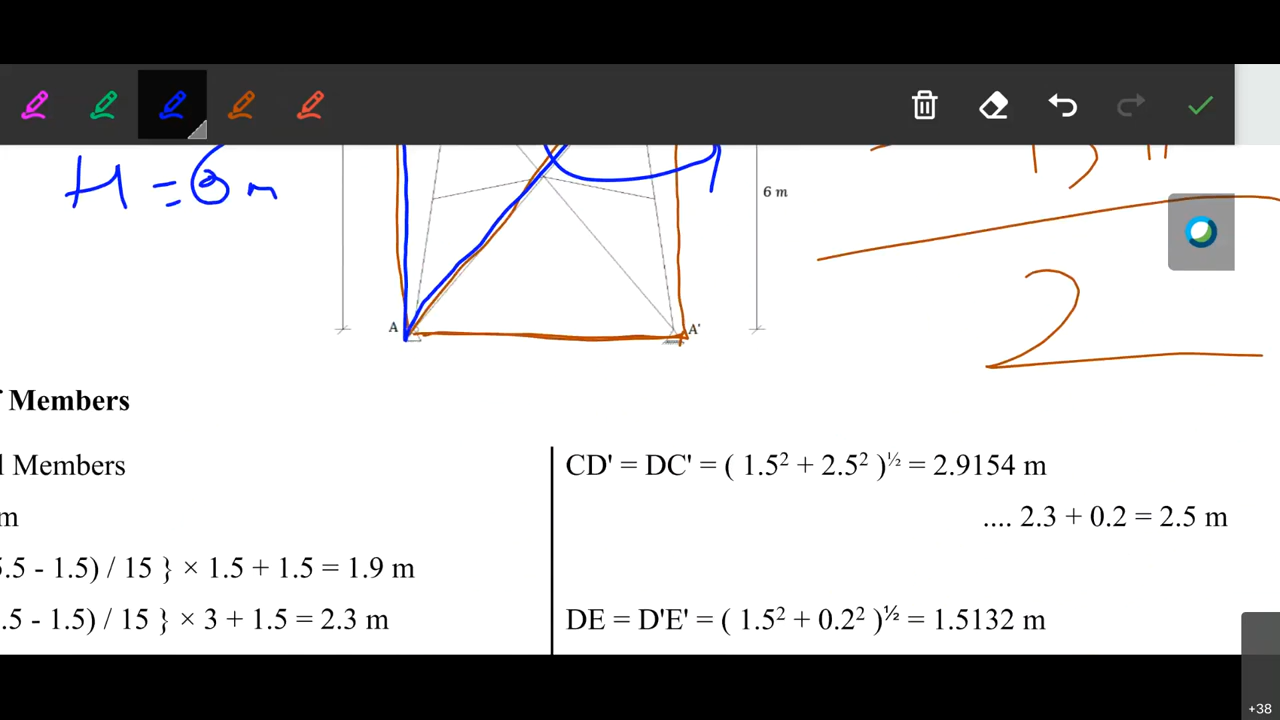 H = 6 m
6 m
2
A
A'
Members
Members
CD' = DC' = ( 1.5² + 2.5² )^½ = 2.9154 m
m
.... 2.3 + 0.2 = 2.5 m
.5 - 1.5) / 15 } × 1.5 + 1.5 = 1.9 m
.5 - 1.5) / 15 } × 3 + 1.5 = 2.3 m
DE = D'E' = ( 1.5² + 0.2² )^½ = 1.5132 m
+38